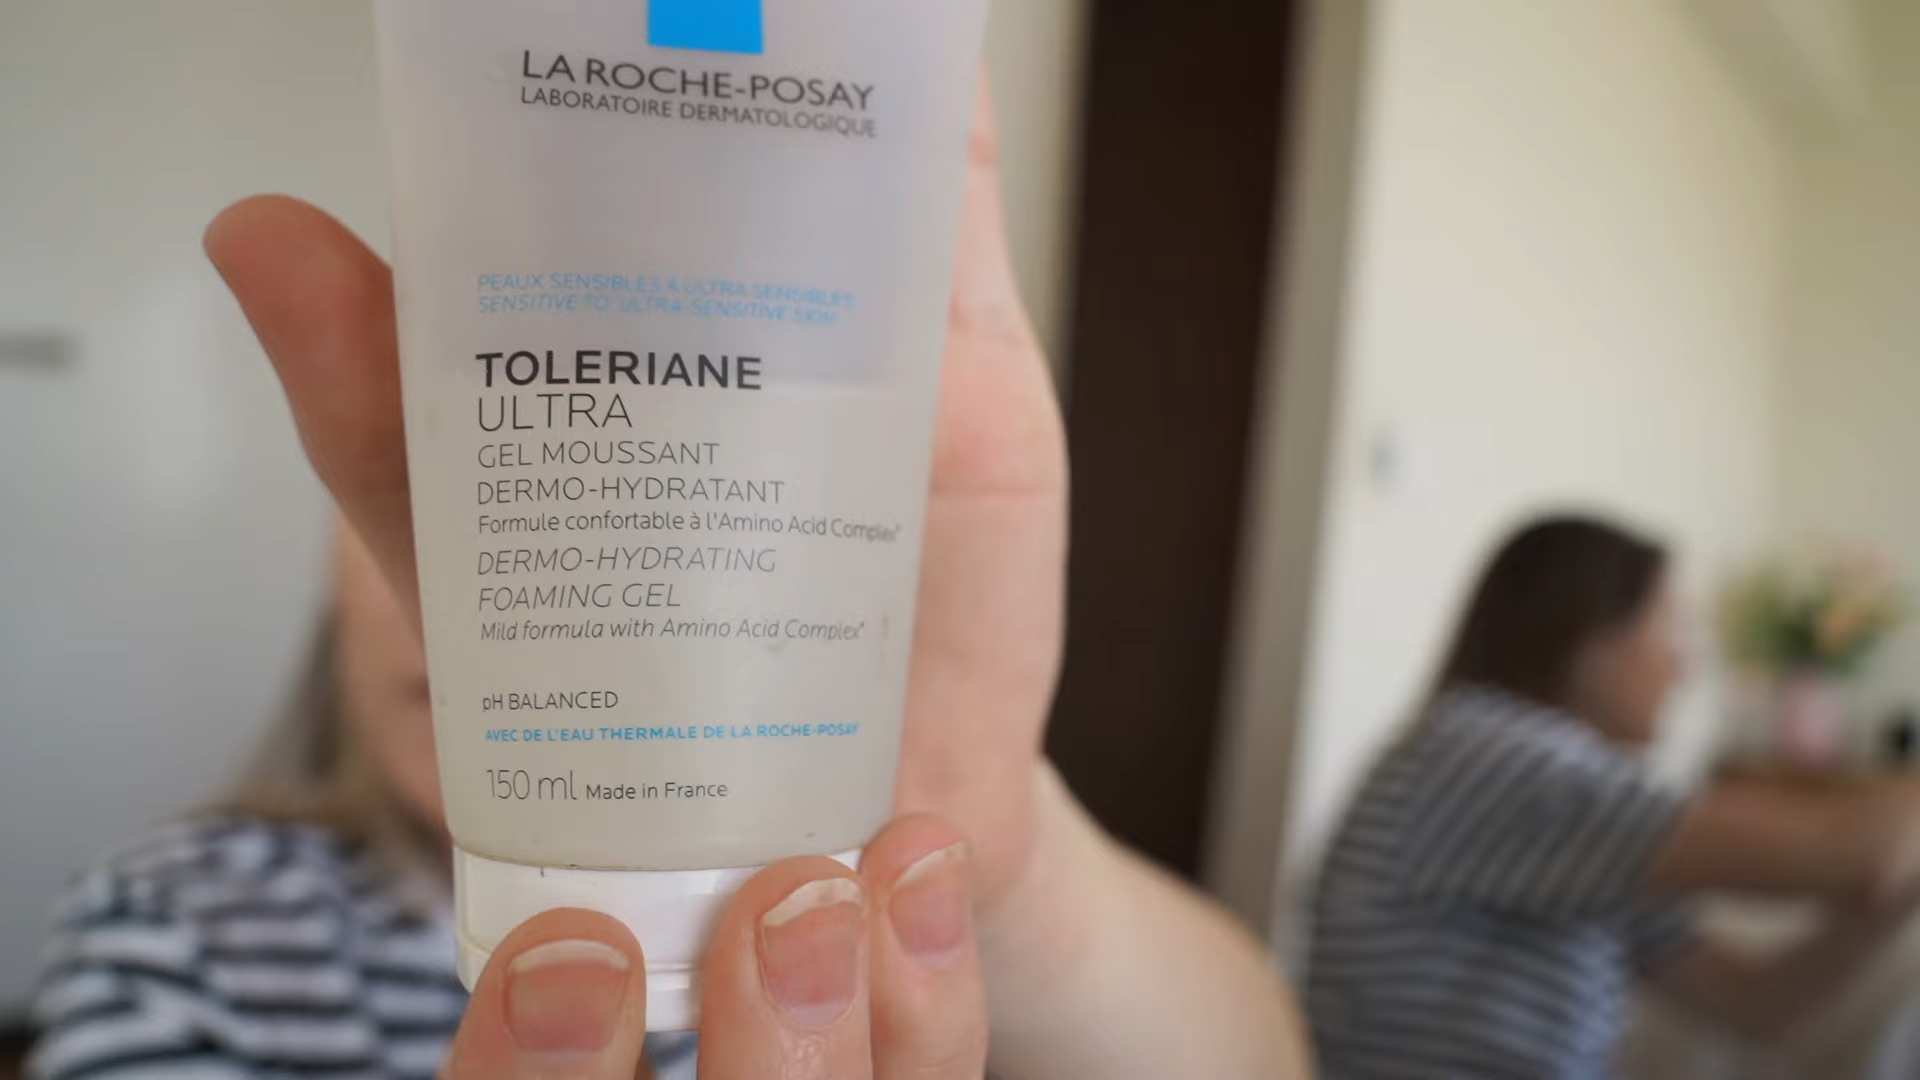 LA ROCHE-POSAY
LABORATOIRE DERMATOLOGIQUE
PEAUX SENSIBLES À ULTRA SENSIBLES
SENSITIVE TO ULTRA-SENSITIVE SKIN
TOLERIANE
ULTRA
GEL MOUSSANT
DERMO-HYDRATANT
Formule confortable à l'Amino Acid Complex*
DERMO-HYDRATING
FOAMING GEL
Mild formula with Amino Acid Complex*
pH BALANCED
AVEC DE L'EAU THERMALE DE LA ROCHE-POSAY
150 ml Made in France